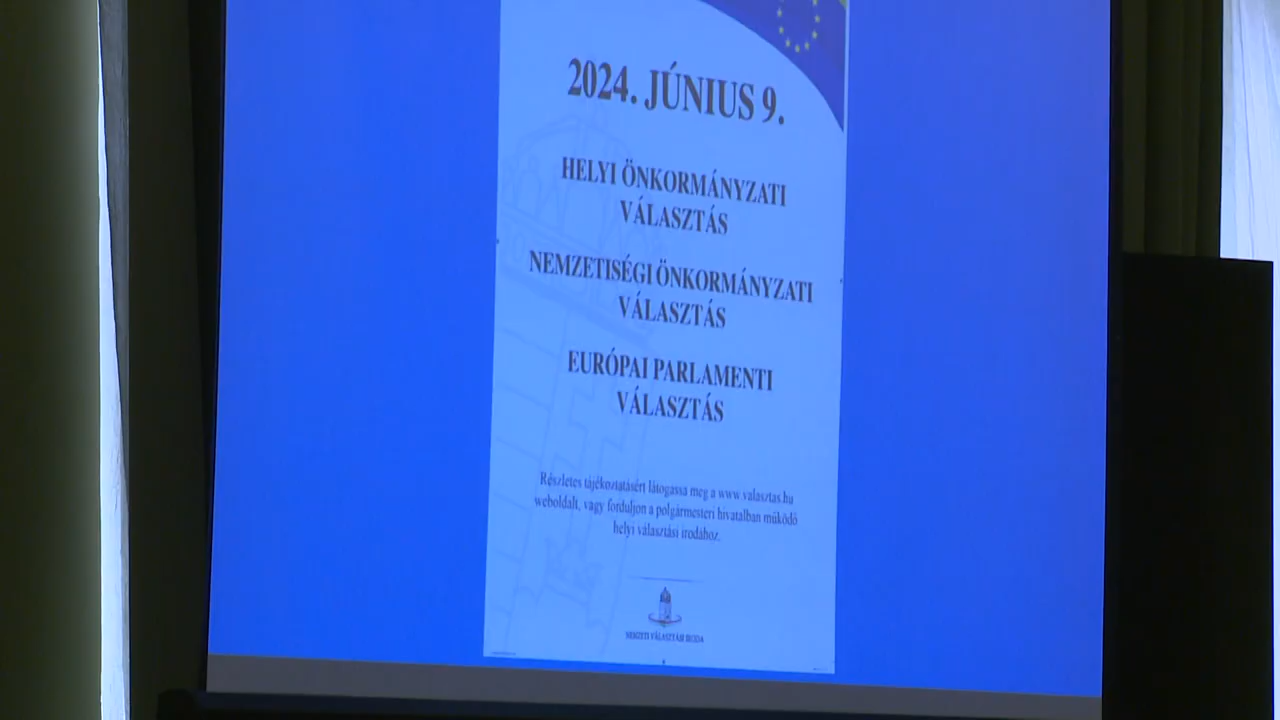 2024. JÚNIUS 9.
HELYI ÖNKORMÁNYZATI
VÁLASZTÁS
NEMZETISÉGI ÖNKORMÁNYZATI
VÁLASZTÁS
EURÓPAI PARLAMENTI
VÁLASZTÁS
Részletes tájékoztatásért látogassa meg a www.valasztas.hu
weboldalt, vagy forduljon a polgármesteri hivatalban működő
helyi választási irodához.
NEMZETI VÁLASZTÁSI IRODA